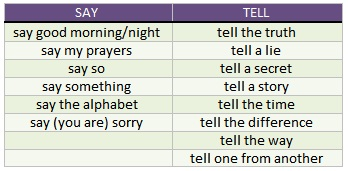 SAY TELL
say good morning/night tell the truth
say my prayers tell a lie
say so tell a secret
say something tell a story
say the alphabet tell the time
say (you are) sorry tell the difference
tell the way
tell one from another